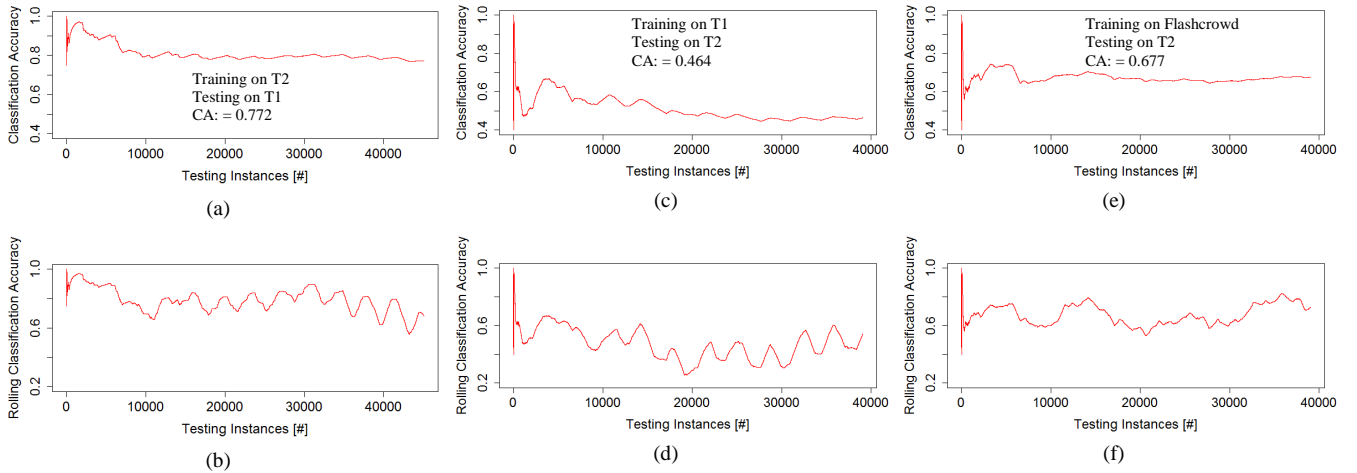 Classification Accuracy
1.0
0.8
0.6
0.4
Training on T2
Testing on T1
CA: = 0.772
0
10000
20000
30000
40000
Testing Instances [#]
(a)
Classification Accuracy
1.0
0.8
0.6
0.4
Training on T1
Testing on T2
CA: = 0.464
0
10000
20000
30000
40000
Testing Instances [#]
(c)
Classification Accuracy
1.0
0.8
0.6
0.4
Training on Flashcrowd
Testing on T2
CA: = 0.677
0
10000
20000
30000
40000
Testing Instances [#]
(e)
Rolling Classification Accuracy
1.0
0.6
0.2
0
10000
20000
30000
40000
Testing Instances [#]
(b)
Rolling Classification Accuracy
1.0
0.6
0.2
0
10000
20000
30000
40000
Testing Instances [#]
(d)
Rolling Classification Accuracy
1.0
0.6
0.2
0
10000
20000
30000
40000
Testing Instances [#]
(f)